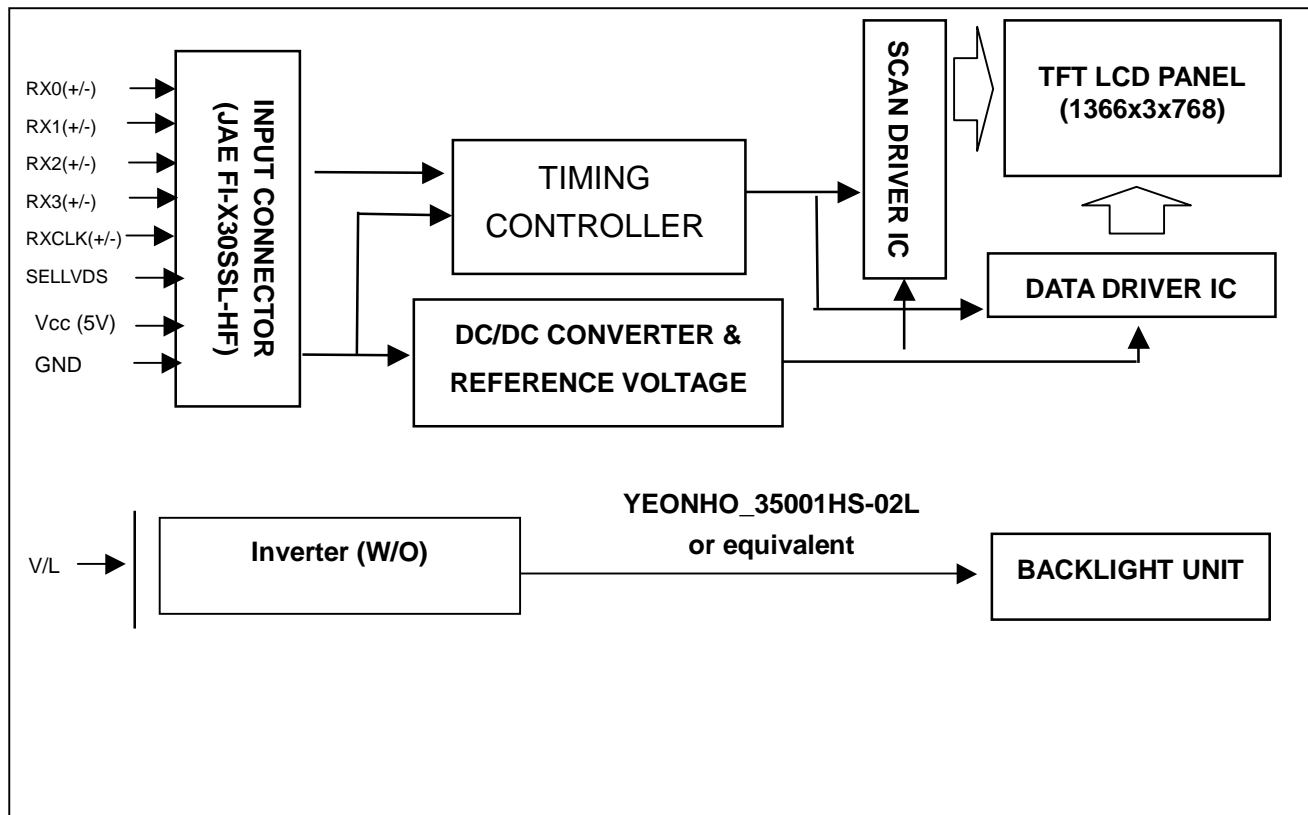 RX0(+/-)
RX1(+/-)
RX2(+/-)
RX3(+/-)
RXCLK(+/-)
SELLVDS
Vcc (5V)
GND
INPUT CONNECTOR
(JAE FI-X30SSL-HF)
TIMING
CONTROLLER
DC/DC CONVERTER &
REFERENCE VOLTAGE
SCAN DRIVER IC
TFT LCD PANEL
(1366x3x768)
DATA DRIVER IC
V/L
Inverter (W/O)
YEONHO_35001HS-02L
or equivalent
BACKLIGHT UNIT